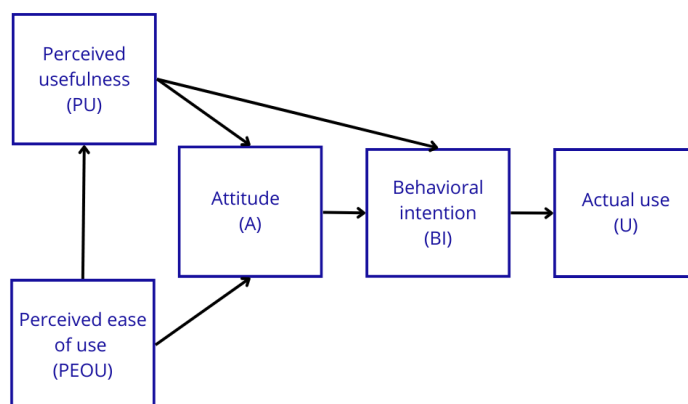 Perceived
usefulness
(PU)
Attitude
(A)
Behavioral
intention
(BI)
Actual use
(U)
Perceived ease
of use
(PEOU)